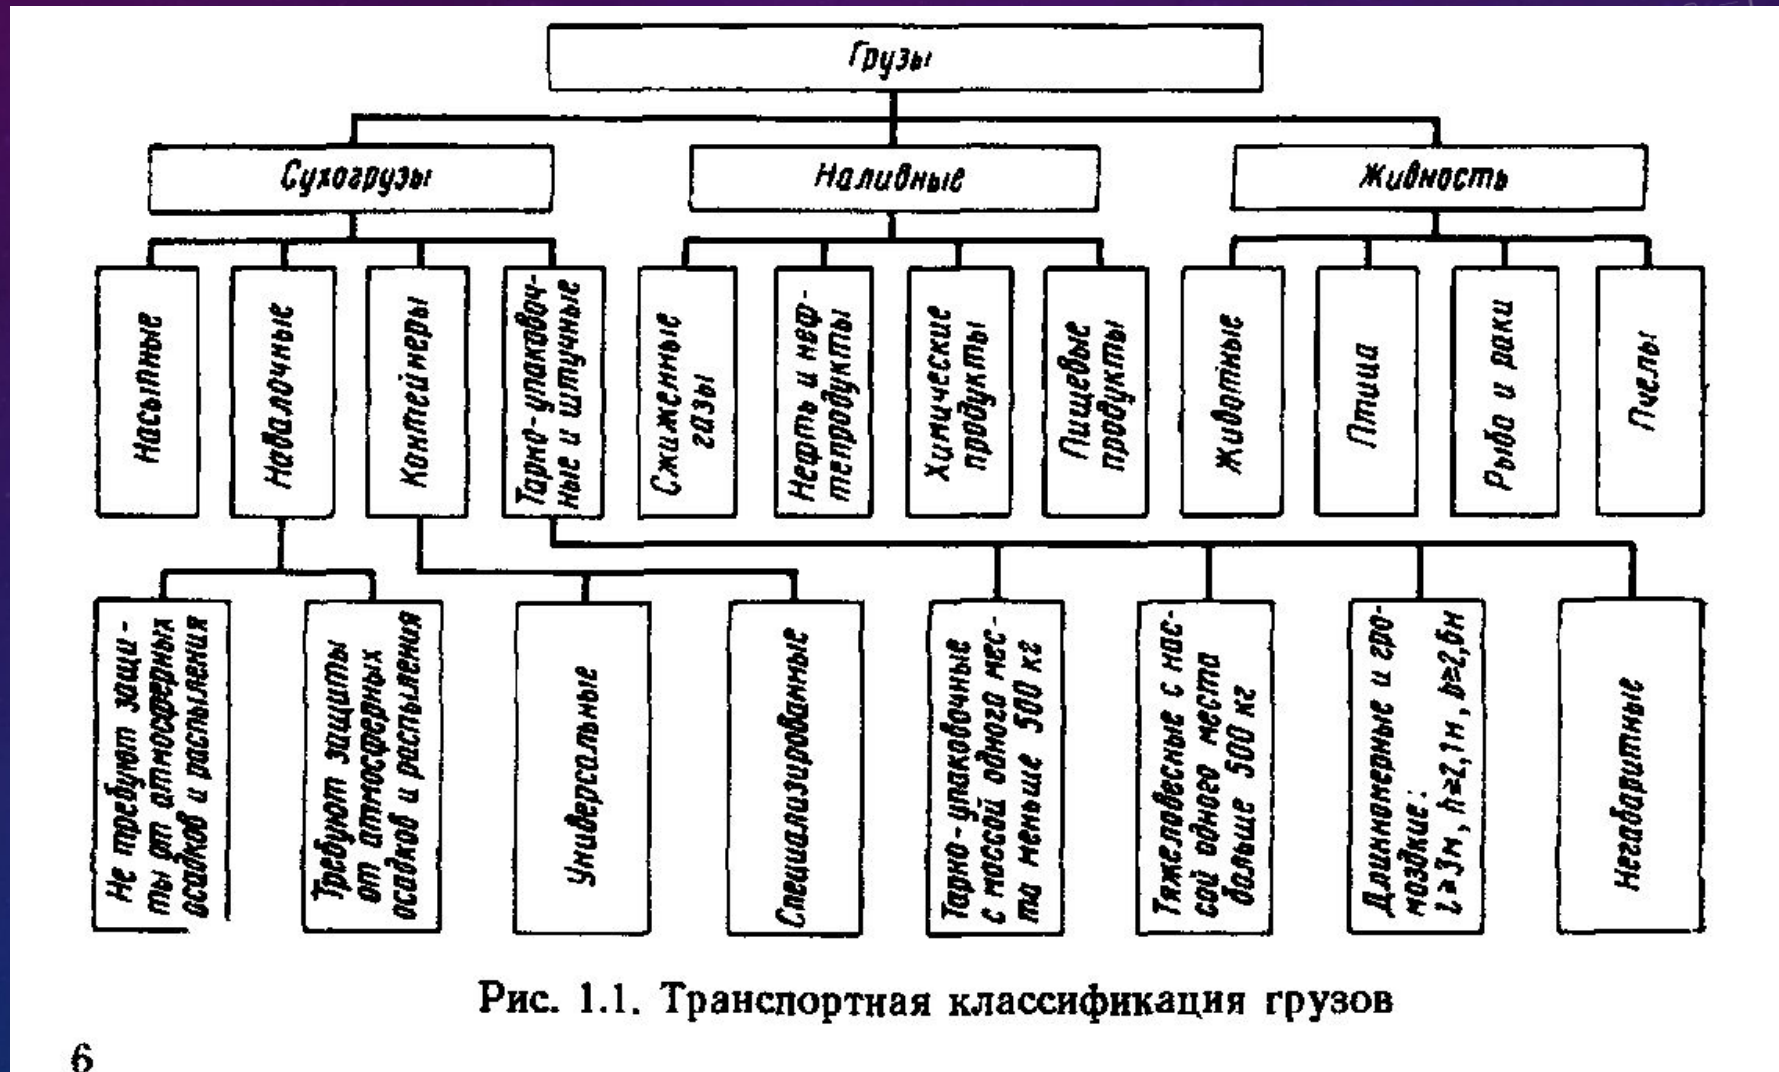 Грузы
Сухогрузы
Наливные
Живность
Насыпные
Навалочные
Контейнеры
Тарно-упаковоч-
ные и штучные
Сжиженные
газы
Нефть и неф-
тепродукты
Химические
продукты
Пищевые
продукты
Животные
Птица
Рыба и раки
Пчелы
Не требуют защи-
ты от атмосферных
осадков и распыления
Требуют защиты
от атмосферных
осадков и распыления
Универсальные
Специализированные
Тарно-упаковочные
с массой одного мес-
та меньше 500 кг
Тяжеловесные с мас-
сой одного места
больше 500 кг
Длинномерные и гро-
моздкие:
l≥3м, h≥2,1м, b≥2,6м
Негабаритные
Рис. 1.1. Транспортная классификация грузов
6